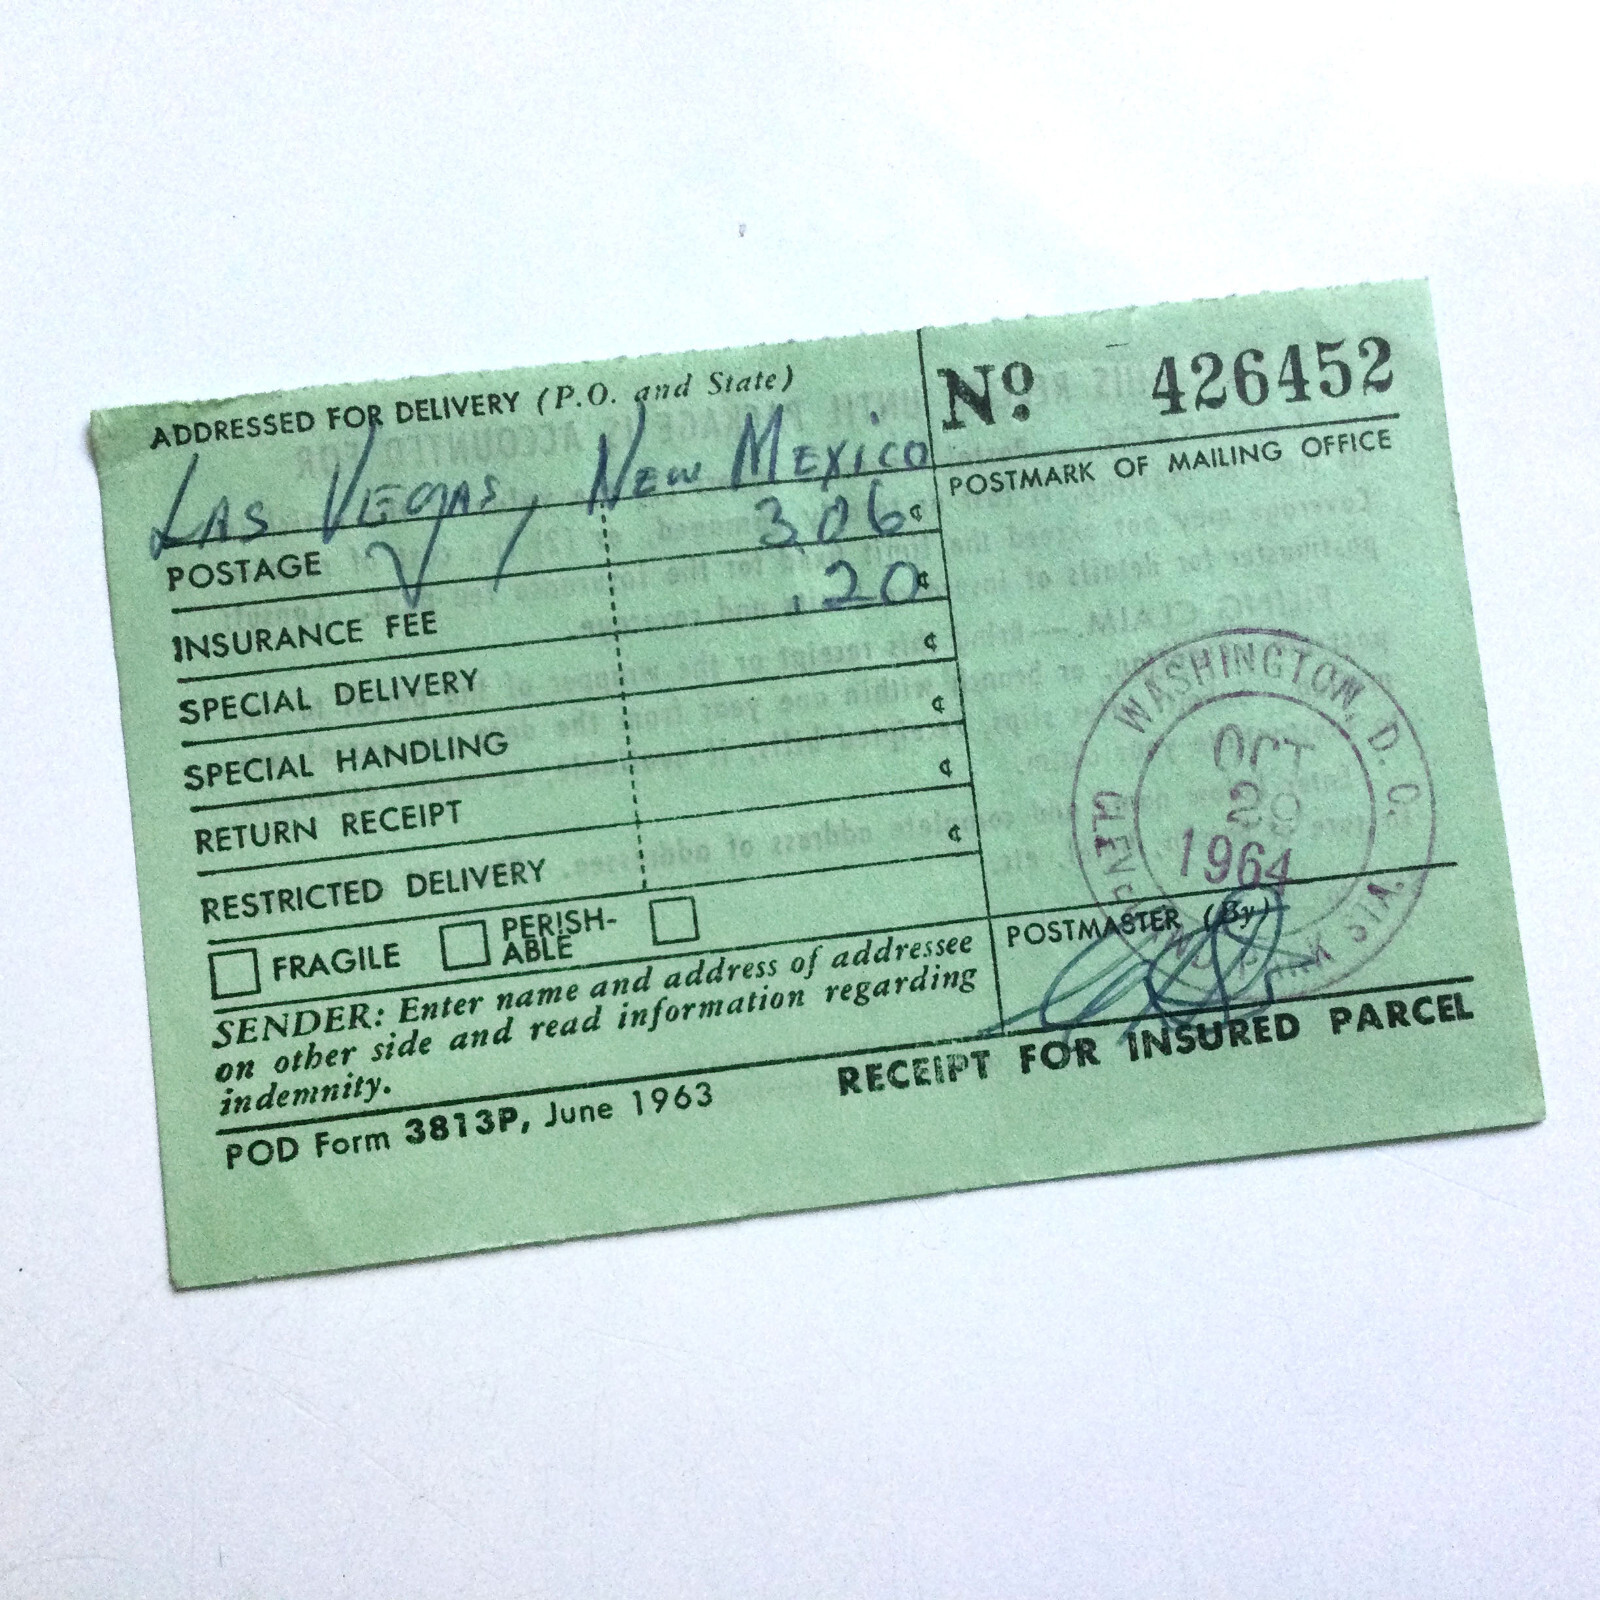 ADDRESSED FOR DELIVERY (P.O. and State)
Las Vegas, New Mexico
POSTAGE 3.06¢
INSURANCE FEE .20¢
SPECIAL DELIVERY ¢
SPECIAL HANDLING ¢
RETURN RECEIPT ¢
RESTRICTED DELIVERY ¢
FRAGILE PERISH-
ABLE
SENDER: Enter name and address of addressee
on other side and read information regarding
indemnity.
POD Form 3813P, June 1963
No. 426452
POSTMARK OF MAILING OFFICE
WASHINGTON, D. C.
OCT
29
1964
POSTMASTER (By)
RECEIPT FOR INSURED PARCEL